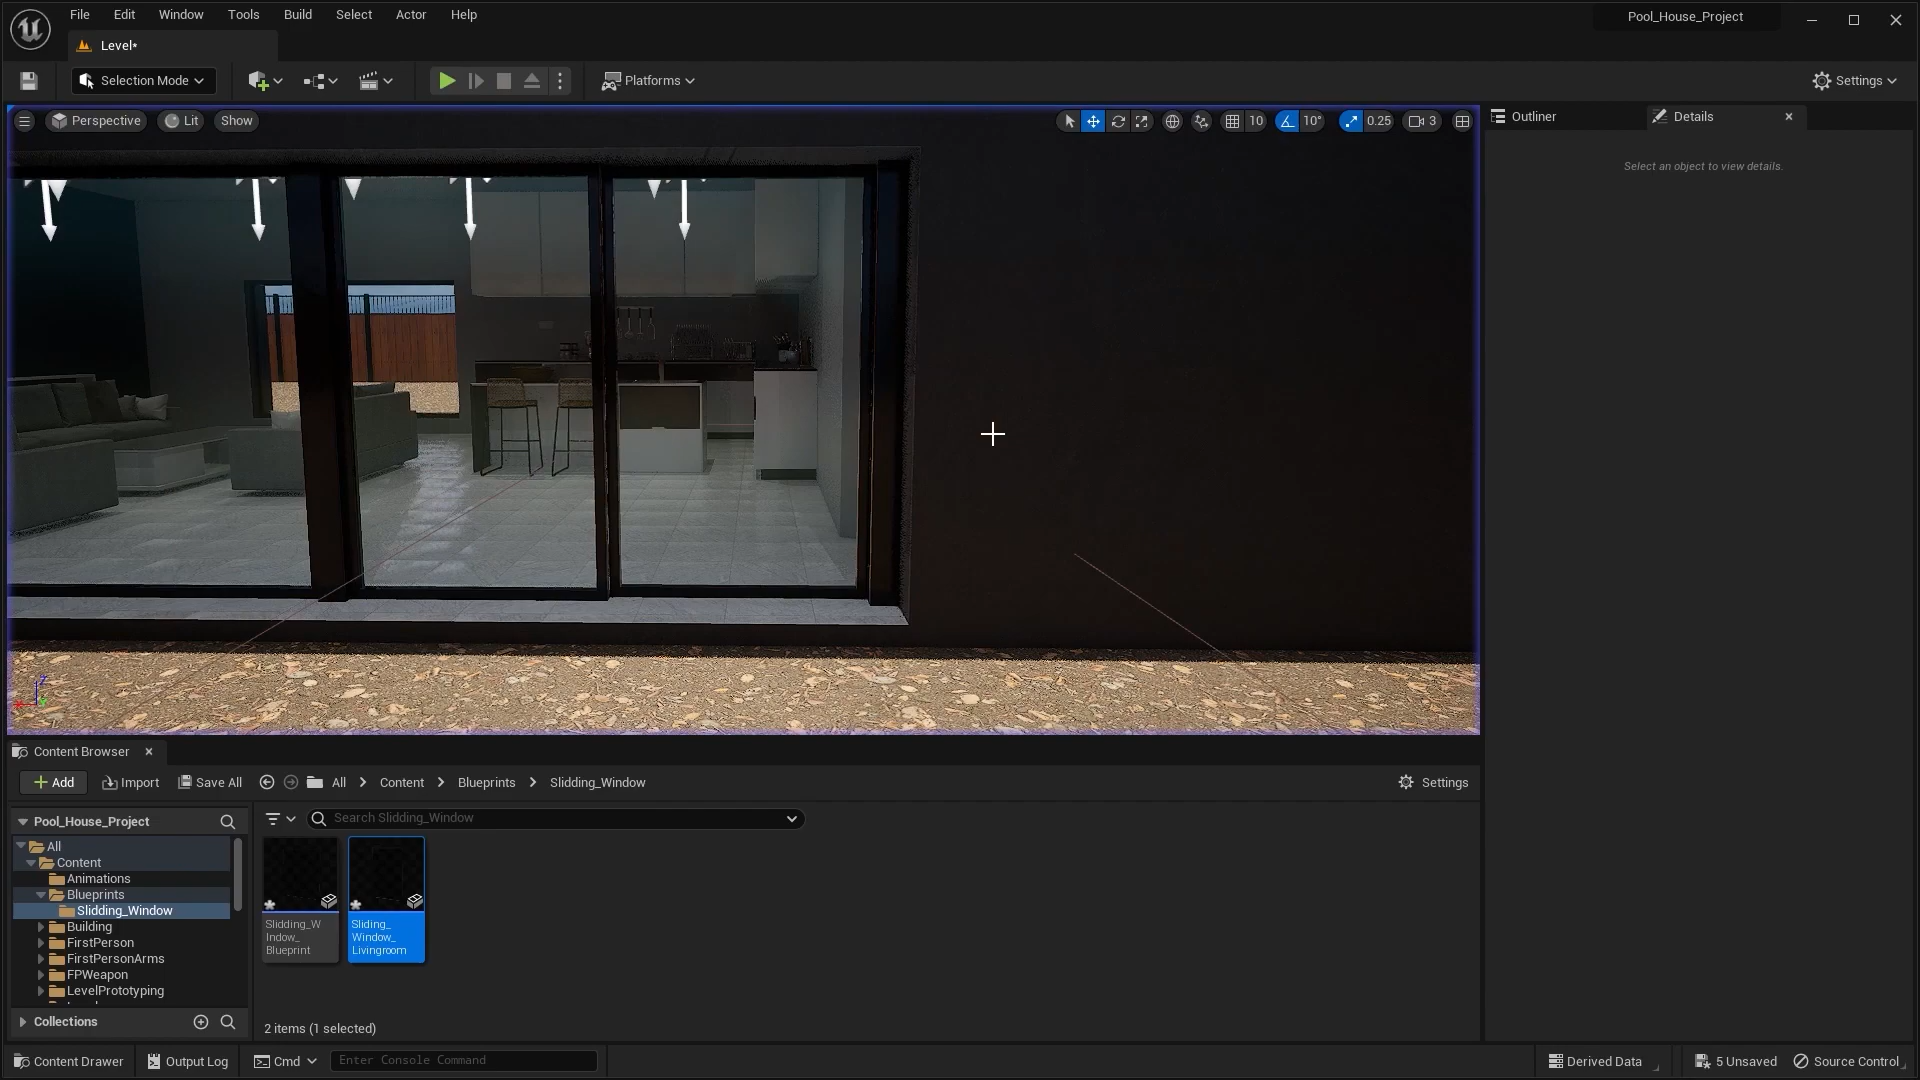 File Edit Window Tools Build Select Actor Help
Pool_House_Project
Level*
Selection Mode
Platforms
Settings
Perspective Lit Show
10 10° 0.25 3
Outliner
Details
Select an object to view details.
Content Browser
Add Import Save All All Content Blueprints Slidding_Window Settings
Pool_House_Project
Search Slidding_Window
All
Content
Animations
Blueprints
Slidding_Window
Building
FirstPerson
FirstPersonArms
FPWeapon
LevelPrototyping
Slidding_W
indow_
Blueprint
Sliding_
Window_
Livingroom
Collections
2 items (1 selected)
Content Drawer Output Log Cmd Enter Console Command Derived Data 5 Unsaved Source Control